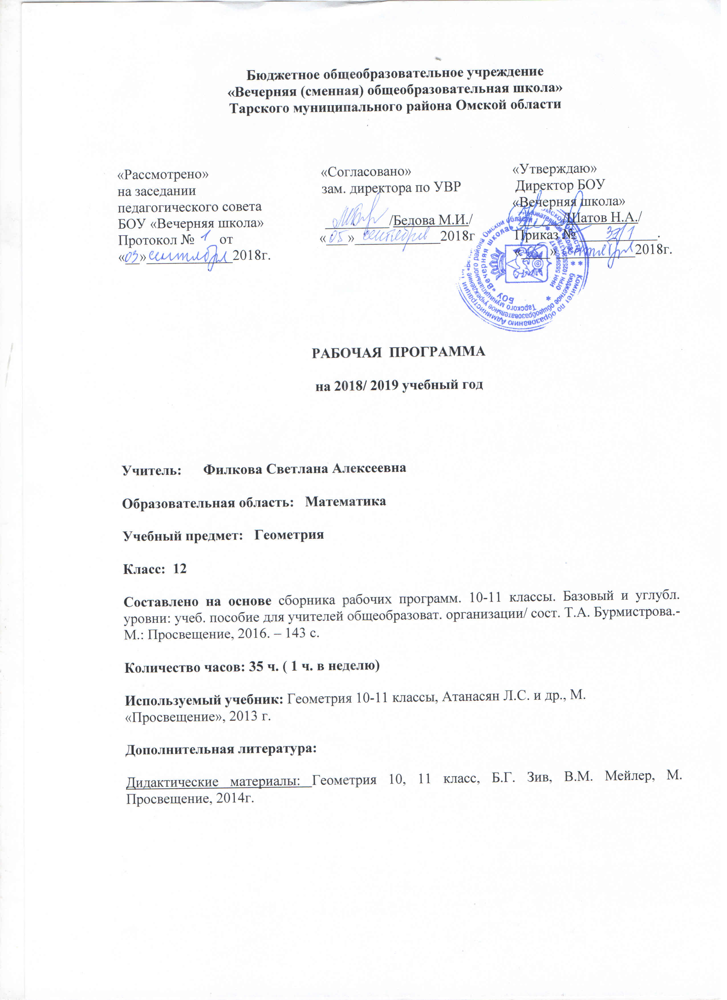 Бюджетное общеобразовательное учреждение
«Вечерняя (сменная) общеобразовательная школа»
Тарского муниципального района Омской области
«Рассмотрено»
на заседании
педагогического совета
БОУ «Вечерняя школа»
Протокол № 1 от
«03» сентября 2018г.
«Согласовано»
зам. директора по УВР
/Белова М.И./
«05» сентября 2018г
«Утверждаю»
Директор БОУ
«Вечерняя школа»
/Шатов Н.А./
Приказ № 37/1.
«» сентября 2018г.
Комитет по образованию Администрации
бюджетное общеобразовательное учреждение
Тарского муниципального района Омской области
БОУ «Вечерняя школа»
ИНН
ОГРН
РАБОЧАЯ ПРОГРАММА
на 2018/ 2019 учебный год
Учитель: Филкова Светлана Алексеевна
Образовательная область: Математика
Учебный предмет: Геометрия
Класс: 12
Составлено на основе сборника рабочих программ. 10-11 классы. Базовый и углубл.
уровни: учеб. пособие для учителей общеобразоват. организации/ сост. Т.А. Бурмистрова.-
М.: Просвещение, 2016. – 143 с.
Количество часов: 35 ч. ( 1 ч. в неделю)
Используемый учебник: Геометрия 10-11 классы, Атанасян Л.С. и др., М.
«Просвещение», 2013 г.
Дополнительная литература:
Дидактические материалы: Геометрия 10, 11 класс, Б.Г. Зив, В.М. Мейлер, М.
Просвещение, 2014г.